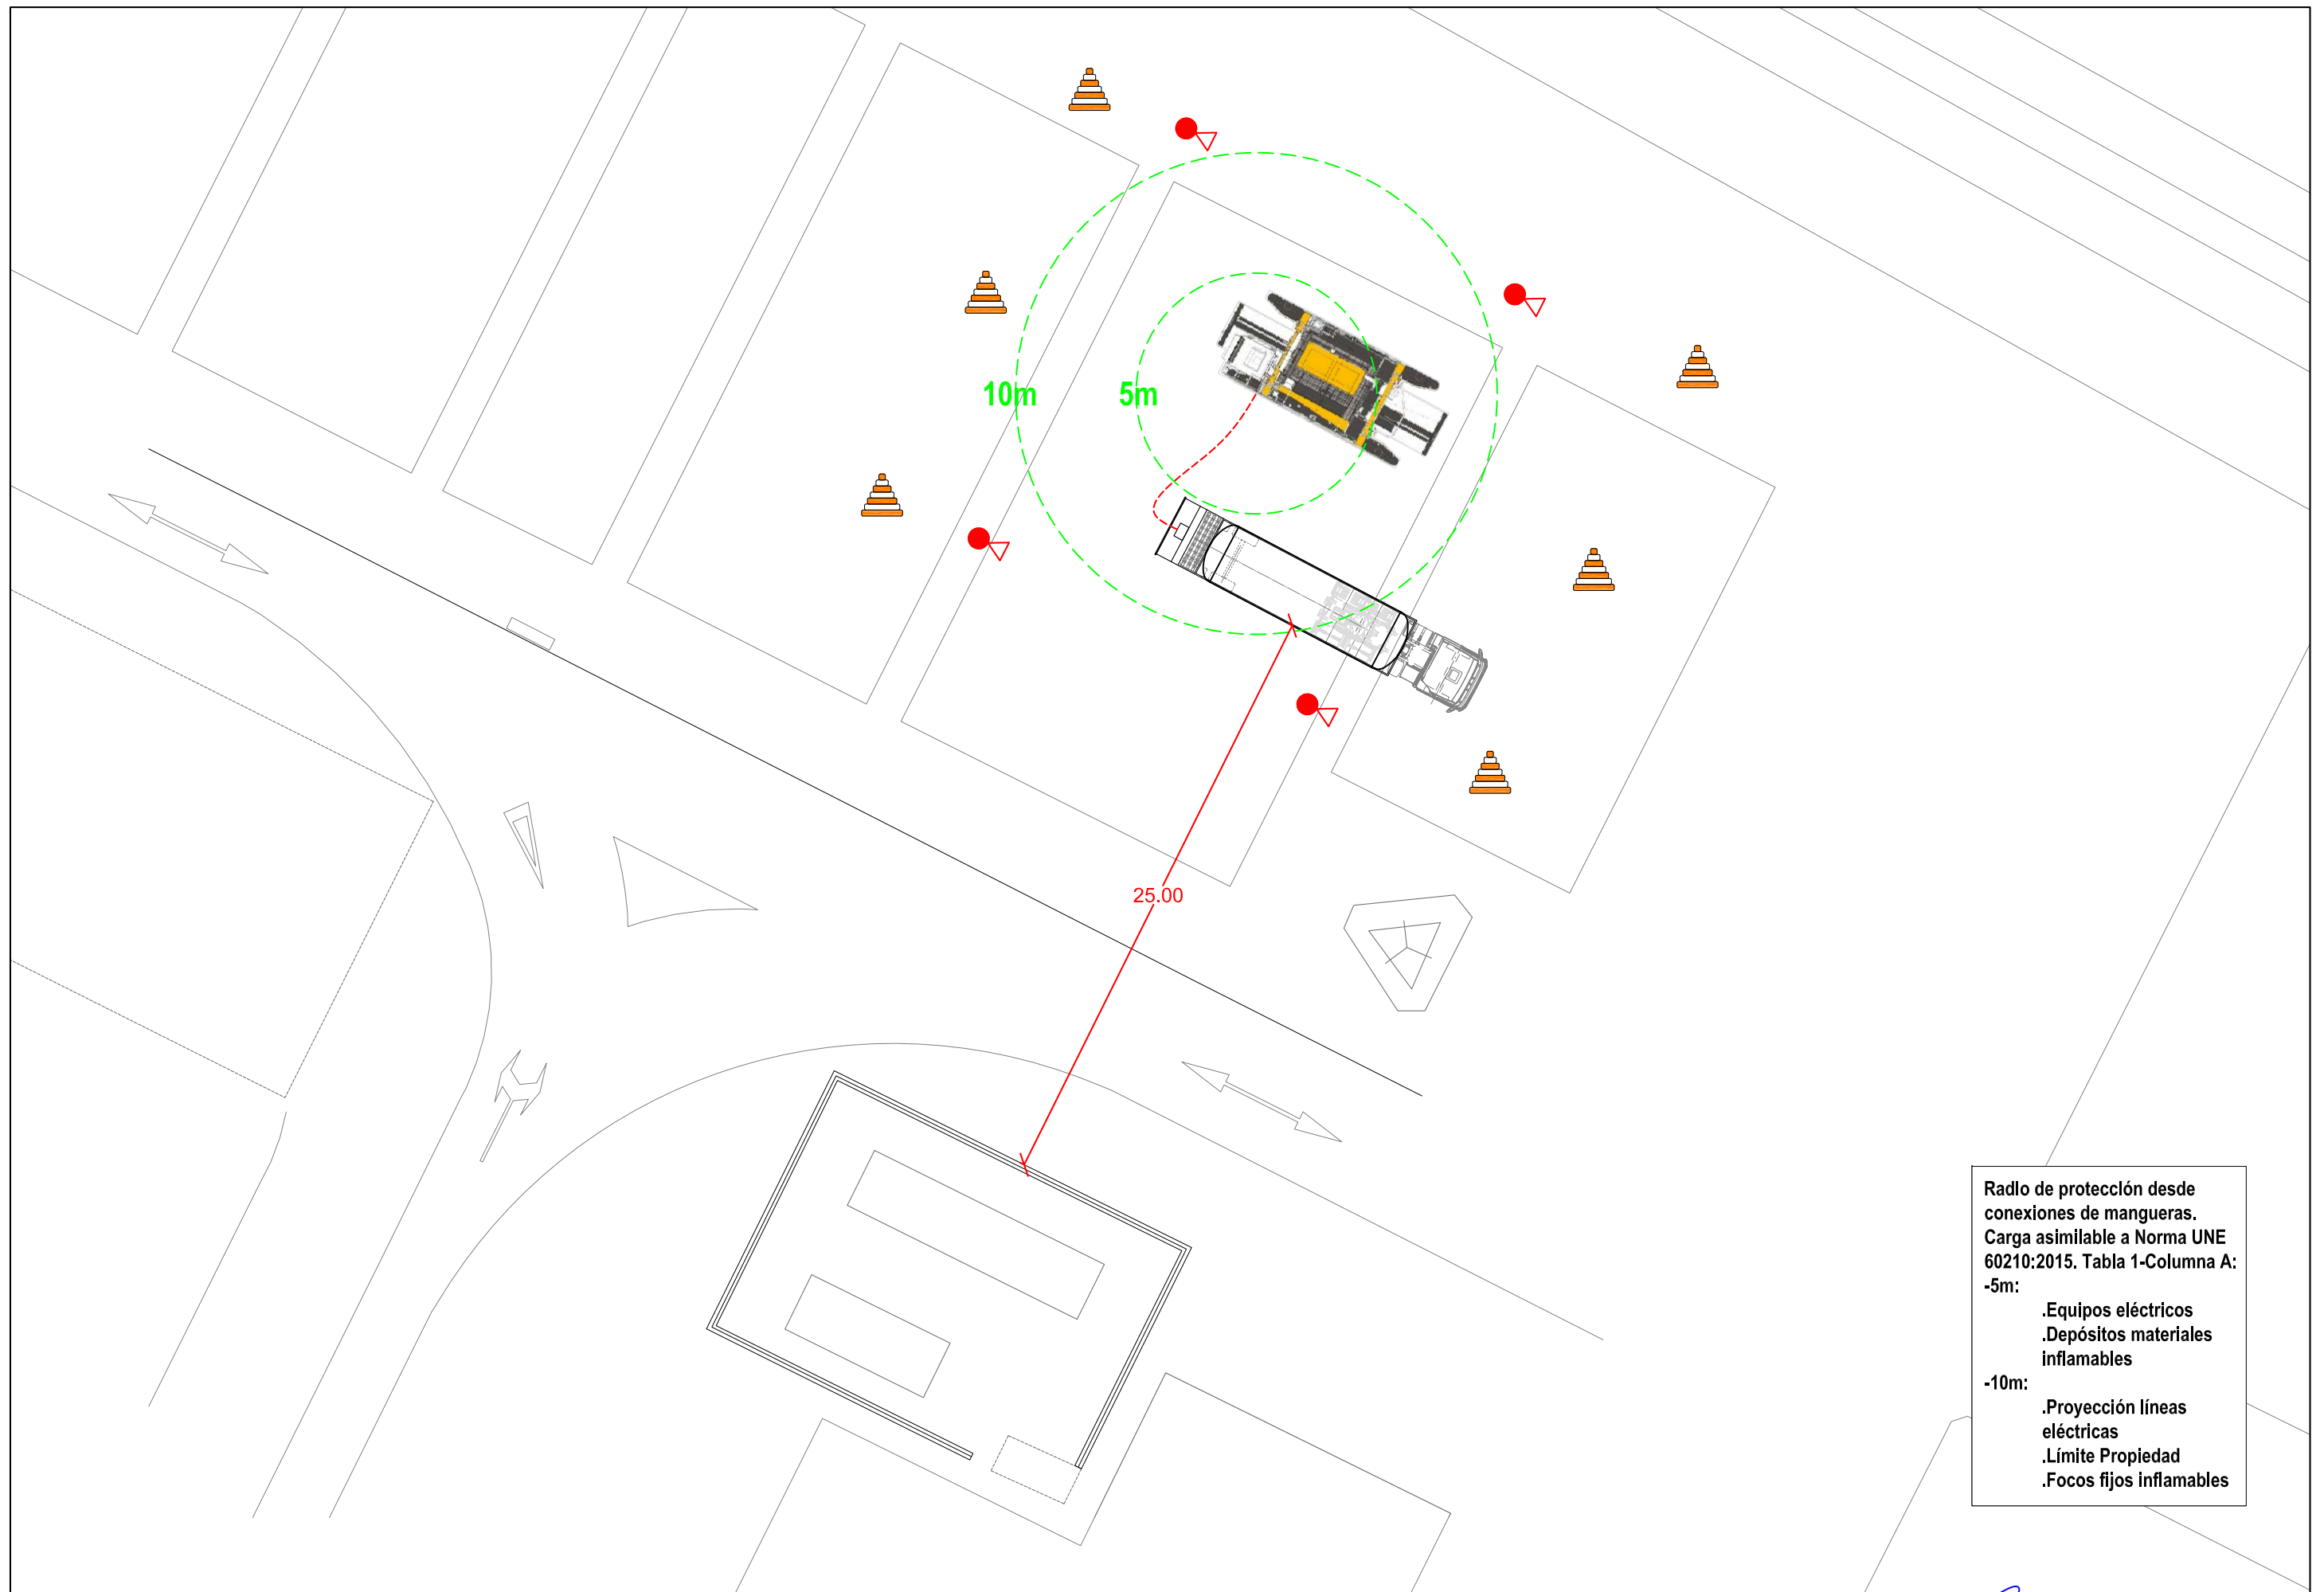 10m
5m
25.00
Radio de protección desde
conexiones de mangueras.
Carga asimilable a Norma UNE
60210:2015. Tabla 1-Columna A:
-5m:
.Equipos eléctricos
.Depósitos materiales
inflamables
-10m:
.Proyección líneas
eléctricas
.Límite Propiedad
.Focos fijos inflamables